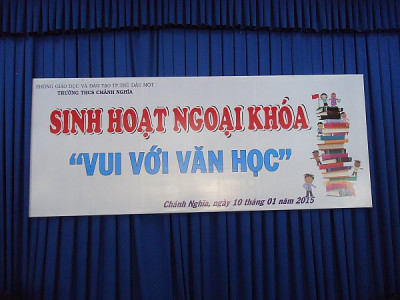 PHÒNG GIÁO DỤC VÀ ĐÀO TẠO TP THỦ DẦU MỘT
TRƯỜNG THCS CHÁNH NGHĨA
SINH HOẠT NGOẠI KHÓA
“VUI VỚI VĂN HỌC”
Chánh Nghĩa, ngày 10 tháng 01 năm 2015